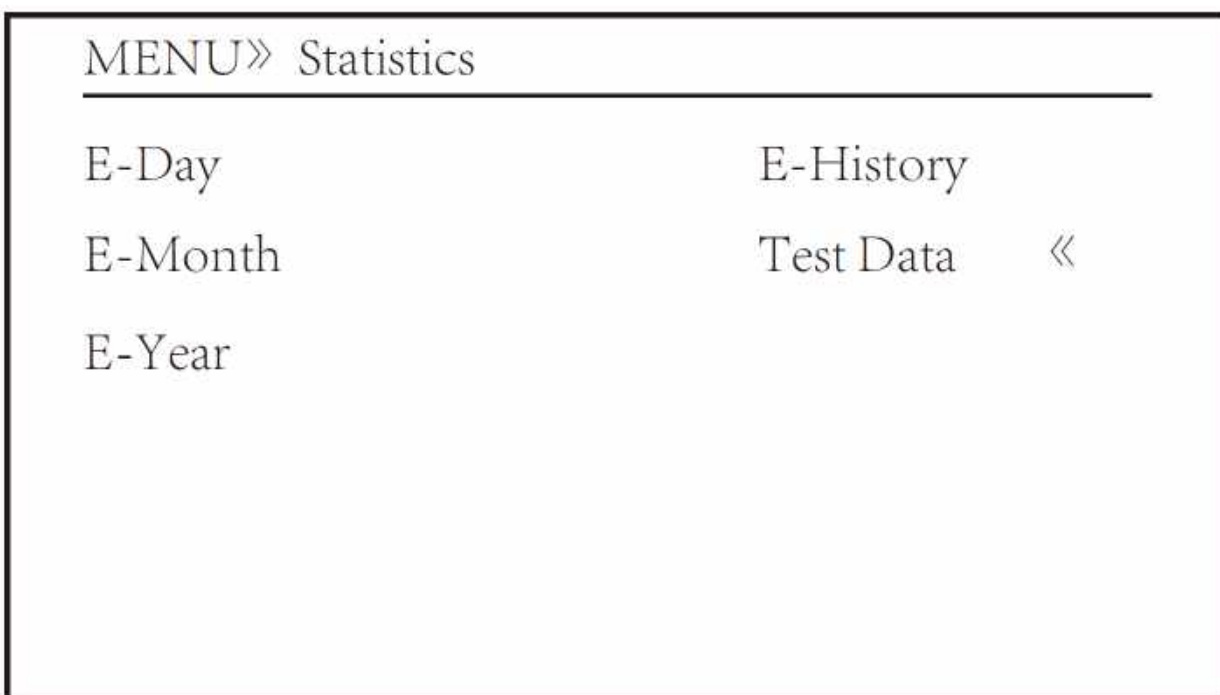 MENU» Statistics
E-Day E-History
E-Month Test Data «
E-Year